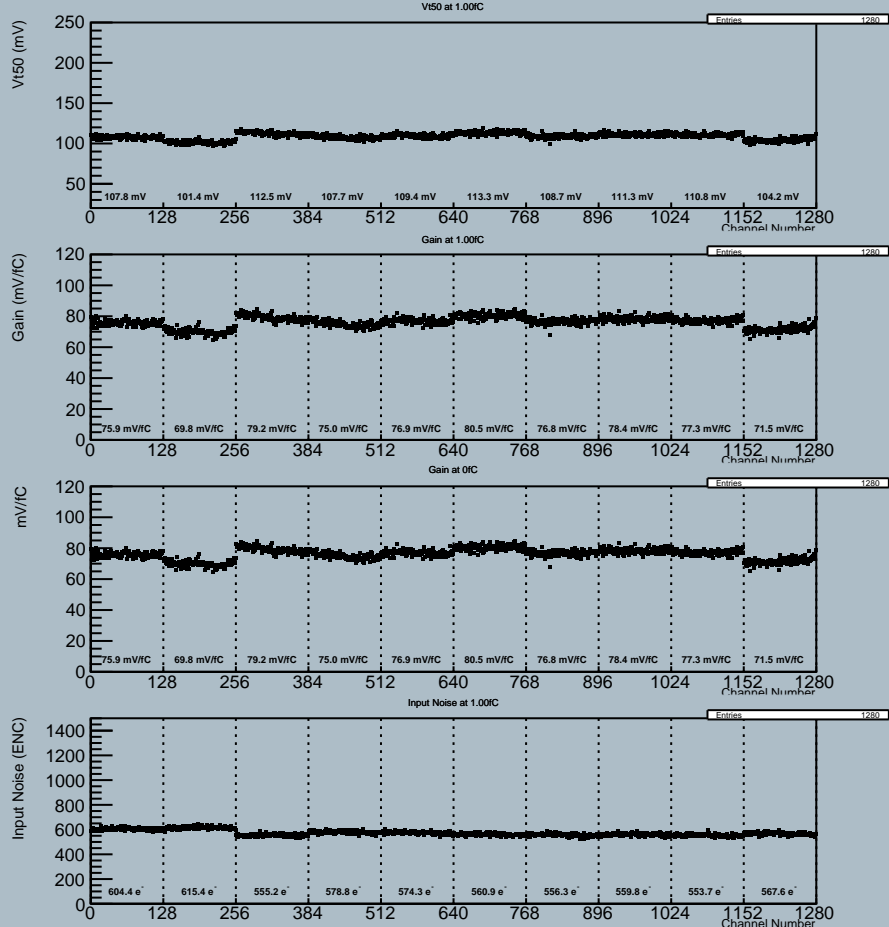 Vt50 at 1.00fC
Entries 1280
Vt50 (mV)
250
200
150
100
50
107.8 mV 101.4 mV 112.5 mV 107.7 mV 109.4 mV 113.3 mV 108.7 mV 111.3 mV 110.8 mV 104.2 mV
0 128 256 384 512 640 768 896 1024 1152 1280
Channel Number
Gain at 1.00fC
Entries 1280
Gain (mV/fC)
120
100
80
60
40
20
0
75.9 mV/fC 69.8 mV/fC 79.2 mV/fC 75.0 mV/fC 76.9 mV/fC 80.5 mV/fC 76.8 mV/fC 78.4 mV/fC 77.3 mV/fC 71.5 mV/fC
0 128 256 384 512 640 768 896 1024 1152 1280
Channel Number
Gain at 0fC
Entries 1280
mV/fC
120
100
80
60
40
20
0
75.9 mV/fC 69.8 mV/fC 79.2 mV/fC 75.0 mV/fC 76.9 mV/fC 80.5 mV/fC 76.8 mV/fC 78.4 mV/fC 77.3 mV/fC 71.5 mV/fC
0 128 256 384 512 640 768 896 1024 1152 1280
Channel Number
Input Noise at 1.00fC
Entries 1280
Input Noise (ENC)
1400
1200
1000
800
600
400
200
0
604.4 e⁻ 615.4 e⁻ 555.2 e⁻ 578.8 e⁻ 574.3 e⁻ 560.9 e⁻ 556.3 e⁻ 559.8 e⁻ 553.7 e⁻ 567.6 e⁻
0 128 256 384 512 640 768 896 1024 1152 1280
Channel Number